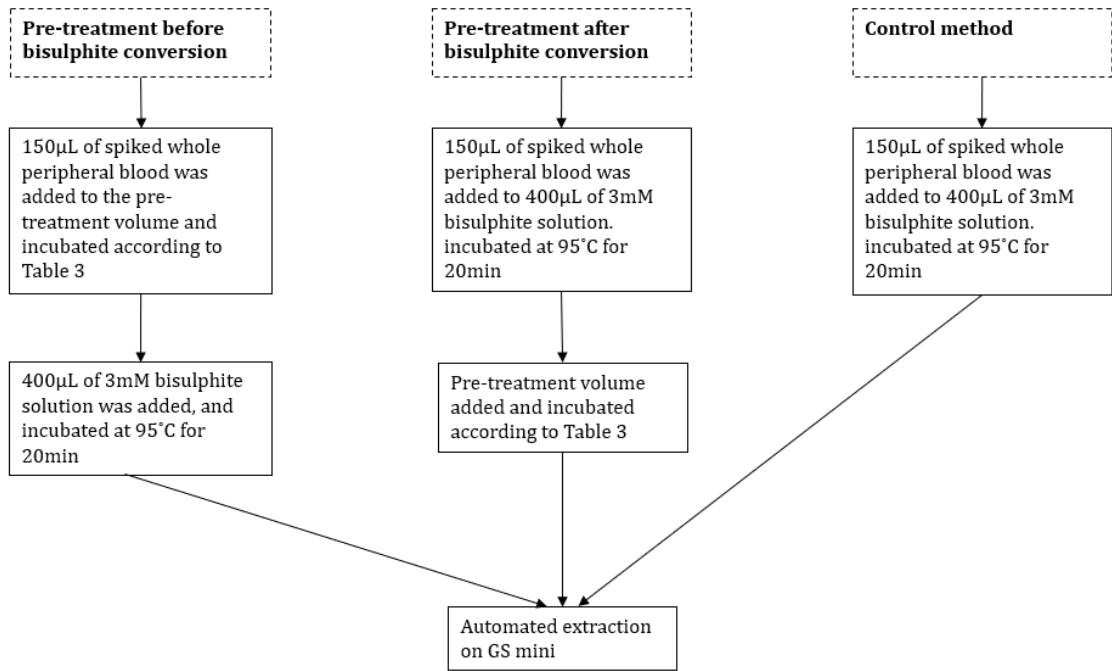 Pre-treatment before
bisulphite conversion
Pre-treatment after
bisulphite conversion
Control method
150µL of spiked whole
peripheral blood was
added to the pre-
treatment volume and
incubated according to
Table 3
150µL of spiked whole
peripheral blood was
added to 400µL of 3mM
bisulphite solution.
incubated at 95˚C for
20min
150µL of spiked whole
peripheral blood was
added to 400µL of 3mM
bisulphite solution.
incubated at 95˚C for
20min
400µL of 3mM bisulphite
solution was added, and
incubated at 95˚C for
20min
Pre-treatment volume
added and incubated
according to Table 3
Automated extraction
on GS mini